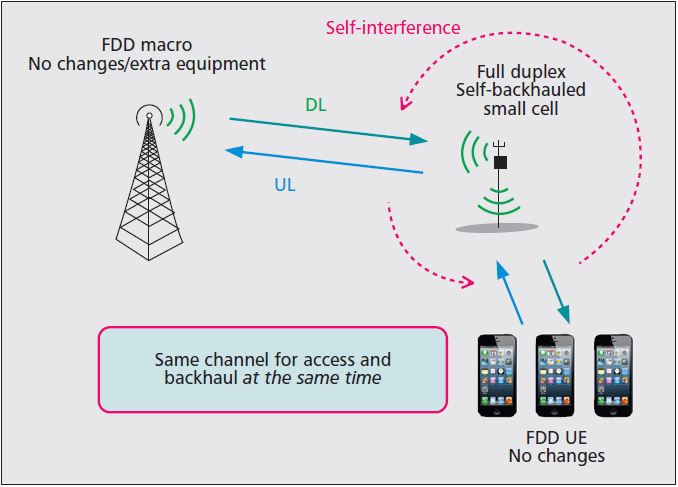 Self-interference
FDD macro
No changes/extra equipment
Full duplex
Self-backhauled
small cell
DL
UL
Same channel for access and
backhaul at the same time
FDD UE
No changes